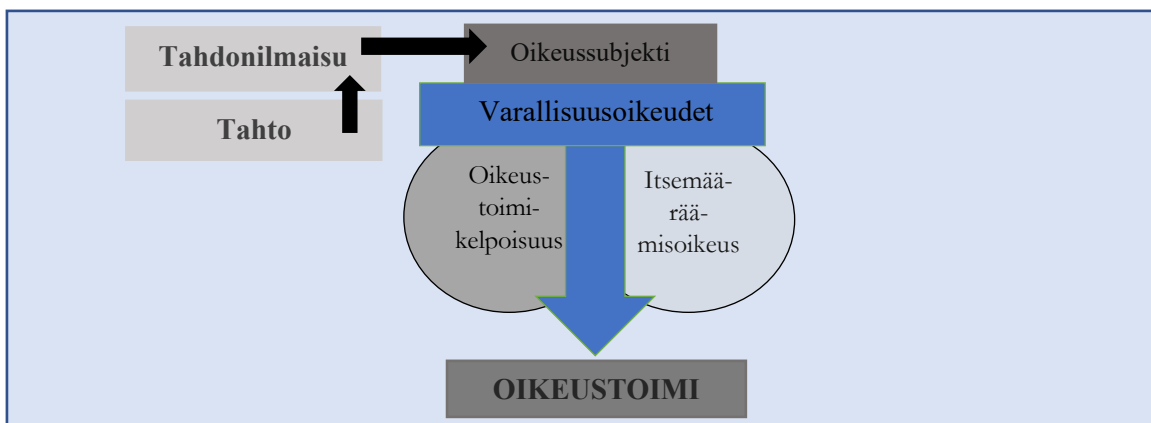 Tahdonilmaisu
Tahto
Oikeussubjekti
Varallisuusoikeudet
Oikeus-
toimi-
kelpoisuus
Itsemää-
rää-
misoikeus
OIKEUSTOIMI